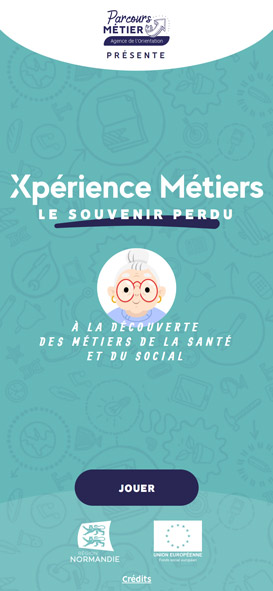 Parcours
MÉTIER
Agence de l'Orientation
PRÉSENTE
Xpérience Métiers
LE SOUVENIR PERDU
À LA DÉCOUVERTE
DES MÉTIERS DE LA SANTÉ
ET DU SOCIAL
JOUER
RÉGION
NORMANDIE
UNION EUROPÉENNE
Crédits